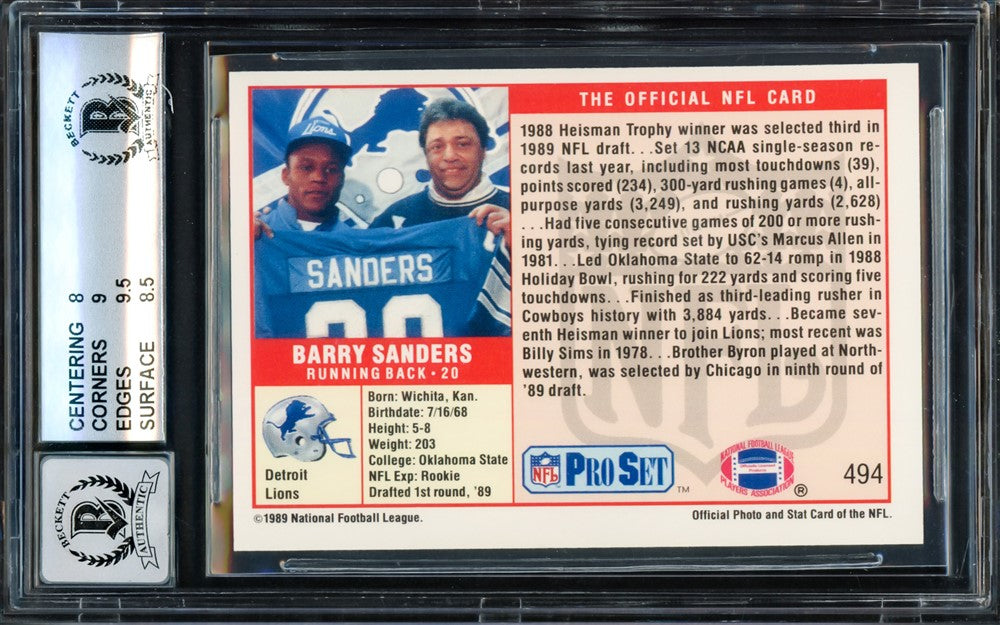 BECKETT
B
AUTHENTIC
CENTERING 8
CORNERS 9
EDGES 9.5
SURFACE 8.5
BECKETT
B
AUTHENTIC
Lions
SANDERS
BARRY SANDERS
RUNNING BACK • 20
Detroit
Lions
Born: Wichita, Kan.
Birthdate: 7/16/68
Height: 5-8
Weight: 203
College: Oklahoma State
NFL Exp: Rookie
Drafted 1st round, '89
THE OFFICIAL NFL CARD
1988 Heisman Trophy winner was selected third in
1989 NFL draft. . .Set 13 NCAA single-season re-
cords last year, including most touchdowns (39),
points scored (234), 300-yard rushing games (4), all-
purpose yards (3,249), and rushing yards (2,628)
. . .Had five consecutive games of 200 or more rush-
ing yards, tying record set by USC's Marcus Allen in
1981. . .Led Oklahoma State to 62-14 romp in 1988
Holiday Bowl, rushing for 222 yards and scoring five
touchdowns. . .Finished as third-leading rusher in
Cowboys history with 3,884 yards. . .Became sev-
enth Heisman winner to join Lions; most recent was
Billy Sims in 1978. . .Brother Byron played at North-
western, was selected by Chicago in ninth round of
'89 draft.
NFL PRO SET ™
NATIONAL FOOTBALL LEAGUE
Officially Licensed
Product
PLAYERS ASSOCIATION ®
494
©1989 National Football League.
Official Photo and Stat Card of the NFL.